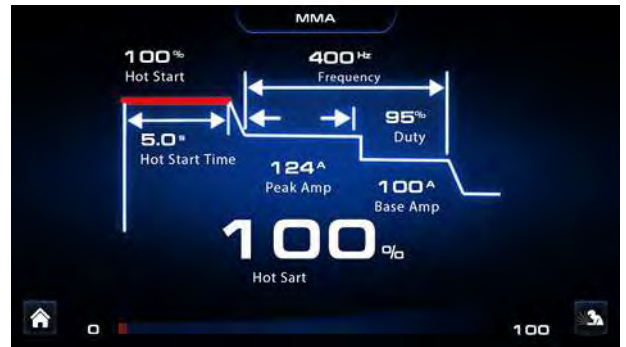 MMA
100%
Hot Start
400Hz
Frequency
5.0s
Hot Start Time
95%
Duty
124A
Peak Amp
100A
Base Amp
100%
Hot Sart
0
100